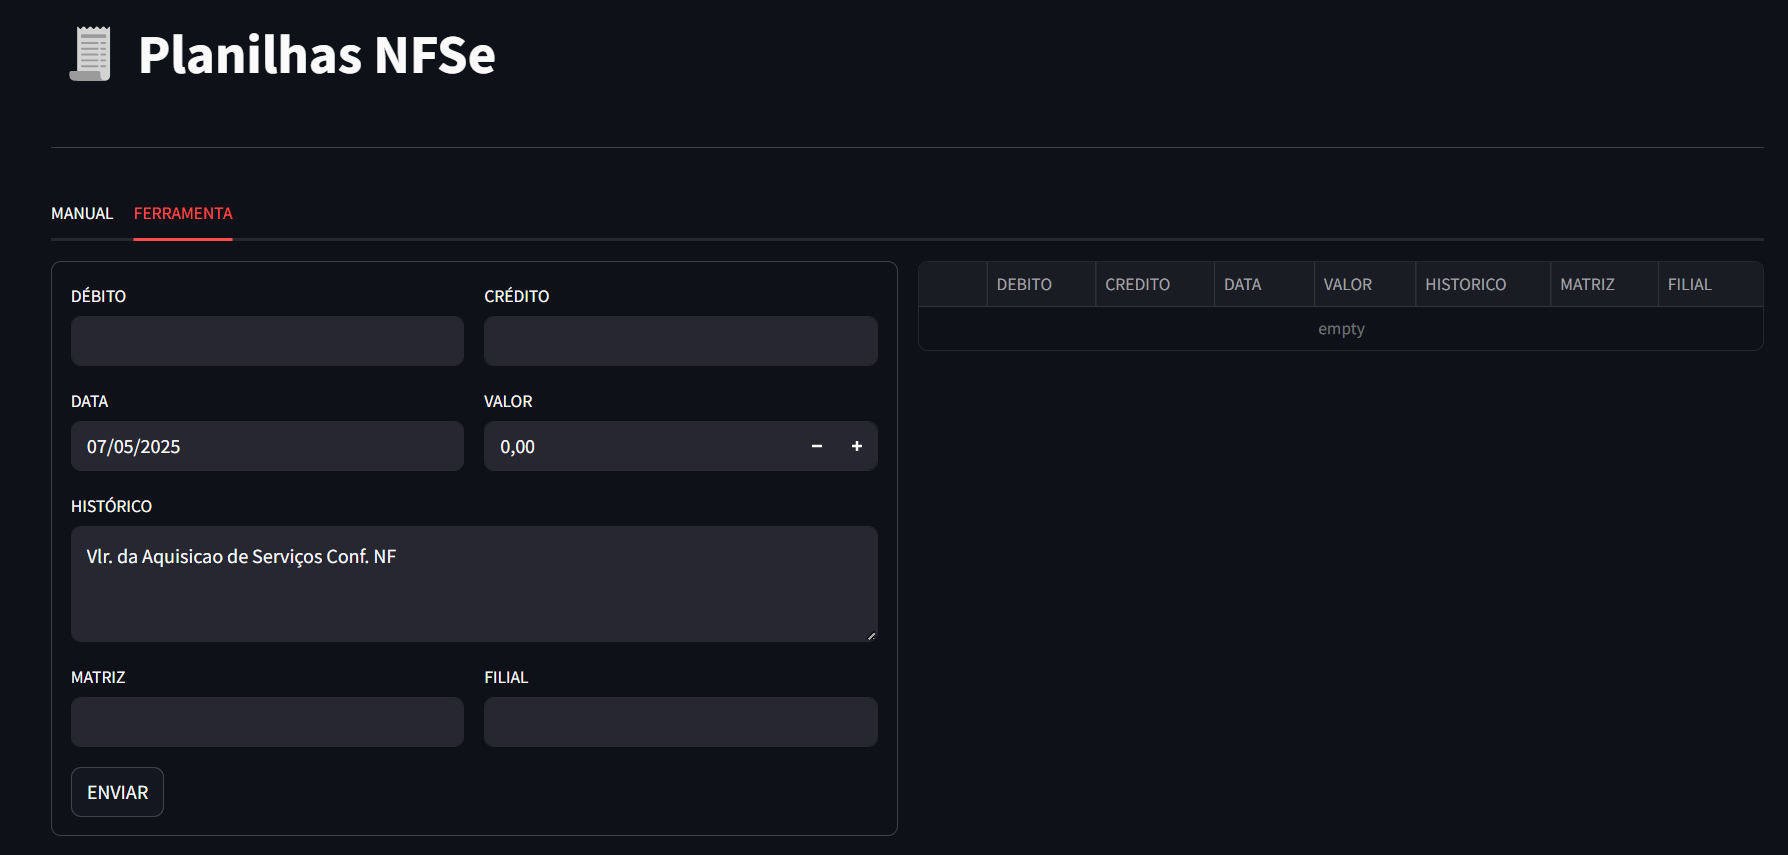 Planilhas NFSe
MANUAL FERRAMENTA
DÉBITO CRÉDITO
DATA VALOR
07/05/2025 0,00 − +
HISTÓRICO
Vlr. da Aquisicao de Serviços Conf. NF
MATRIZ FILIAL
ENVIAR
DEBITO CREDITO DATA VALOR HISTORICO MATRIZ FILIAL
empty